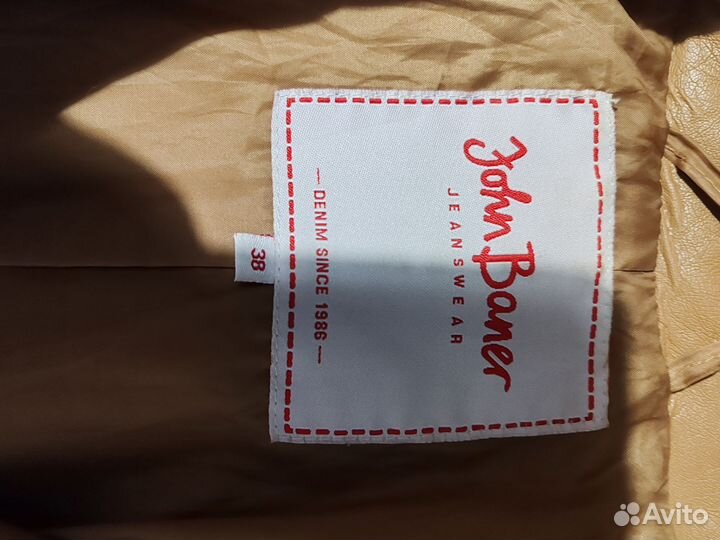 John Baner
JEANSWEAR
— DENIM SINCE 1986 —
38
Avito